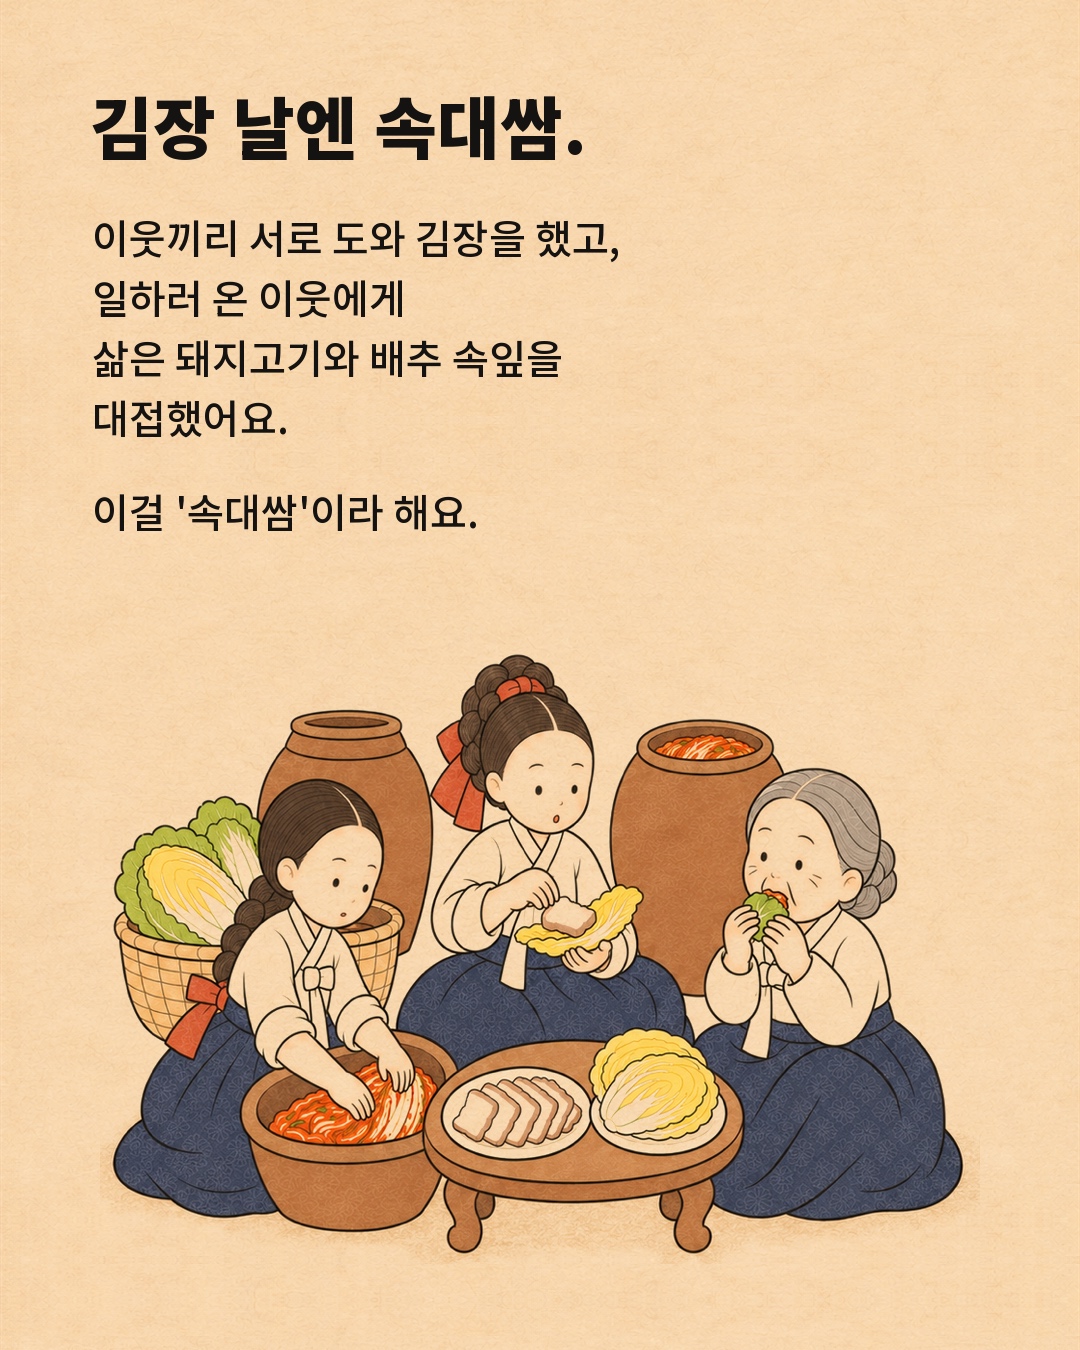 김장 날엔 속대쌈.
이웃끼리 서로 도와 김장을 했고,
일하러 온 이웃에게
삶은 돼지고기와 배추 속잎을
대접했어요.
이걸 '속대쌈'이라 해요.